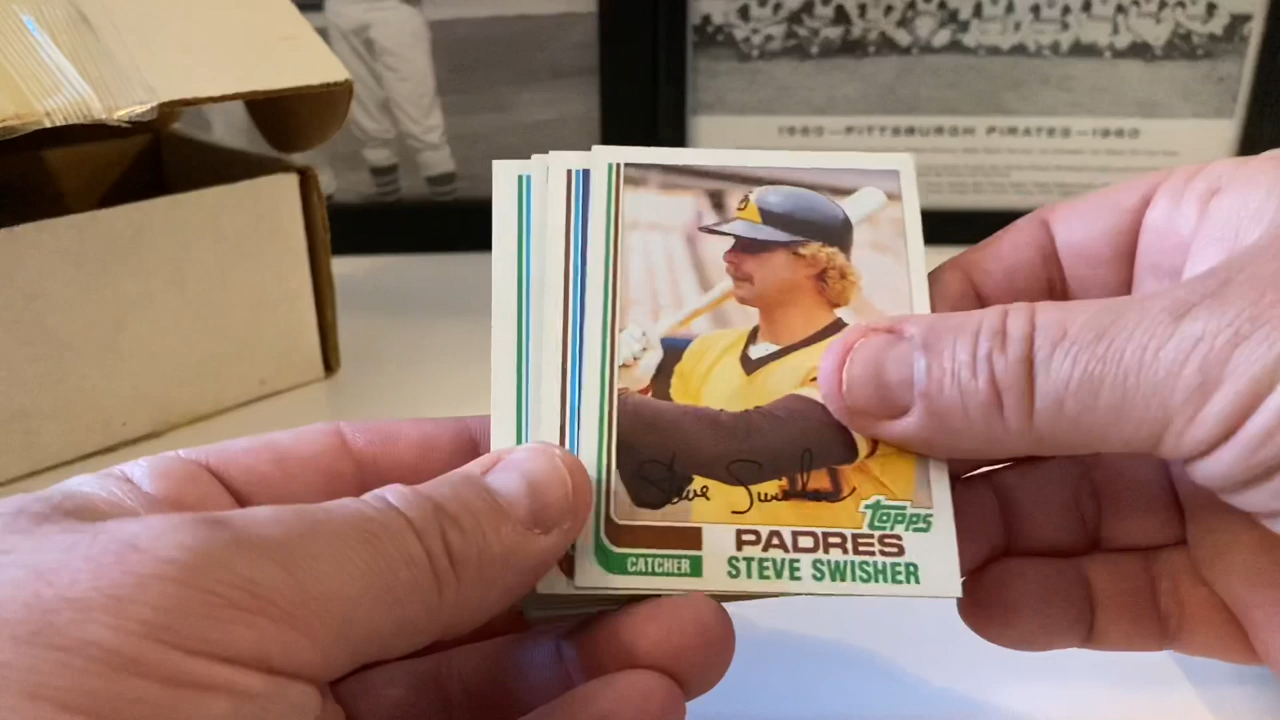 1960—PITTSBURGH PIRATES—1960
Steve Swisher
TOPPS
PADRES
CATCHER
STEVE SWISHER